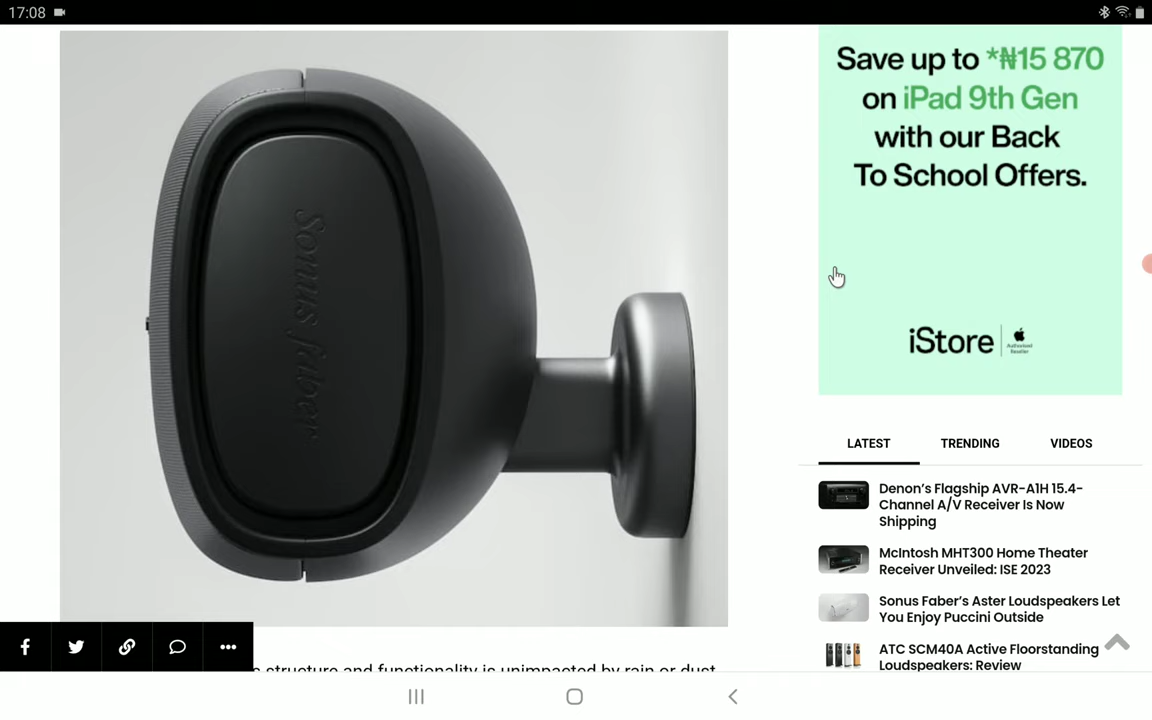 17:08
Sonus faber
Save up to *₦15 870
on iPad 9th Gen
with our Back
To School Offers.
iStore
Authorised
Reseller
LATEST
TRENDING
VIDEOS
Denon's Flagship AVR-A1H 15.4-
Channel A/V Receiver Is Now
Shipping
McIntosh MHT300 Home Theater
Receiver Unveiled: ISE 2023
Sonus Faber's Aster Loudspeakers Let
You Enjoy Puccini Outside
ATC SCM40A Active Floorstanding
Loudspeakers: Review
structure and functionality is unimpacted by rain or dust